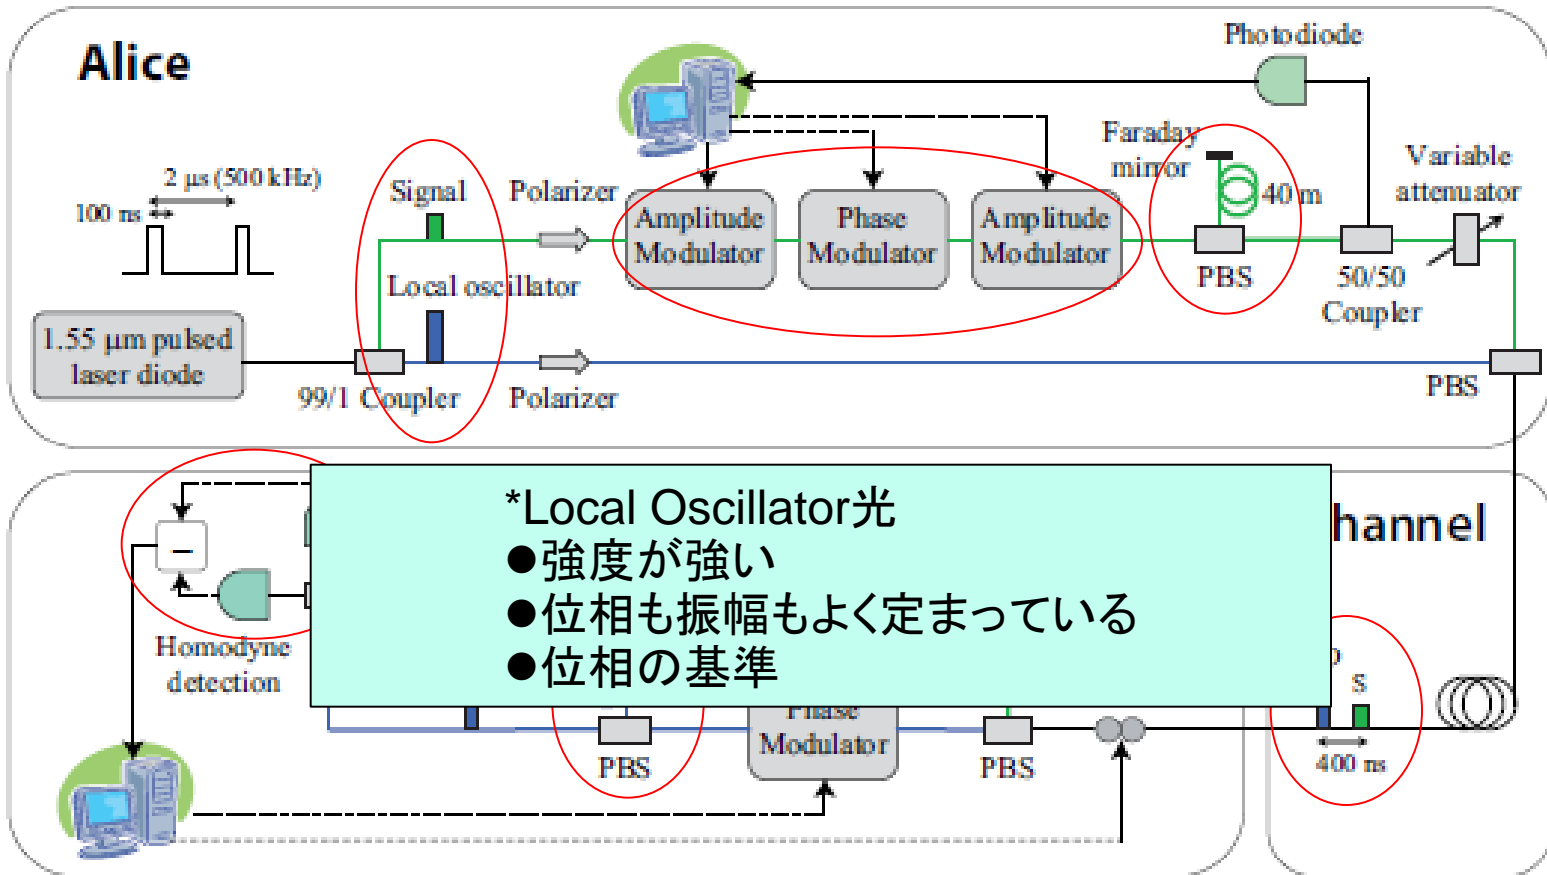 Alice
Photodiode
2 μs (500 kHz)
100 ns
Signal
Polarizer
Amplitude
Modulator
Phase
Modulator
Amplitude
Modulator
Faraday
mirror
40 m
Variable
attenuator
Local oscillator
PBS
50/50
Coupler
1.55 μm pulsed
laser diode
99/1 Coupler
Polarizer
PBS
*Local Oscillator光
●強度が強い
●位相も振幅もよく定まっている
●位相の基準
hannel
–
Homodyne
detection
S
400 ns
PBS
Phase
Modulator
PBS